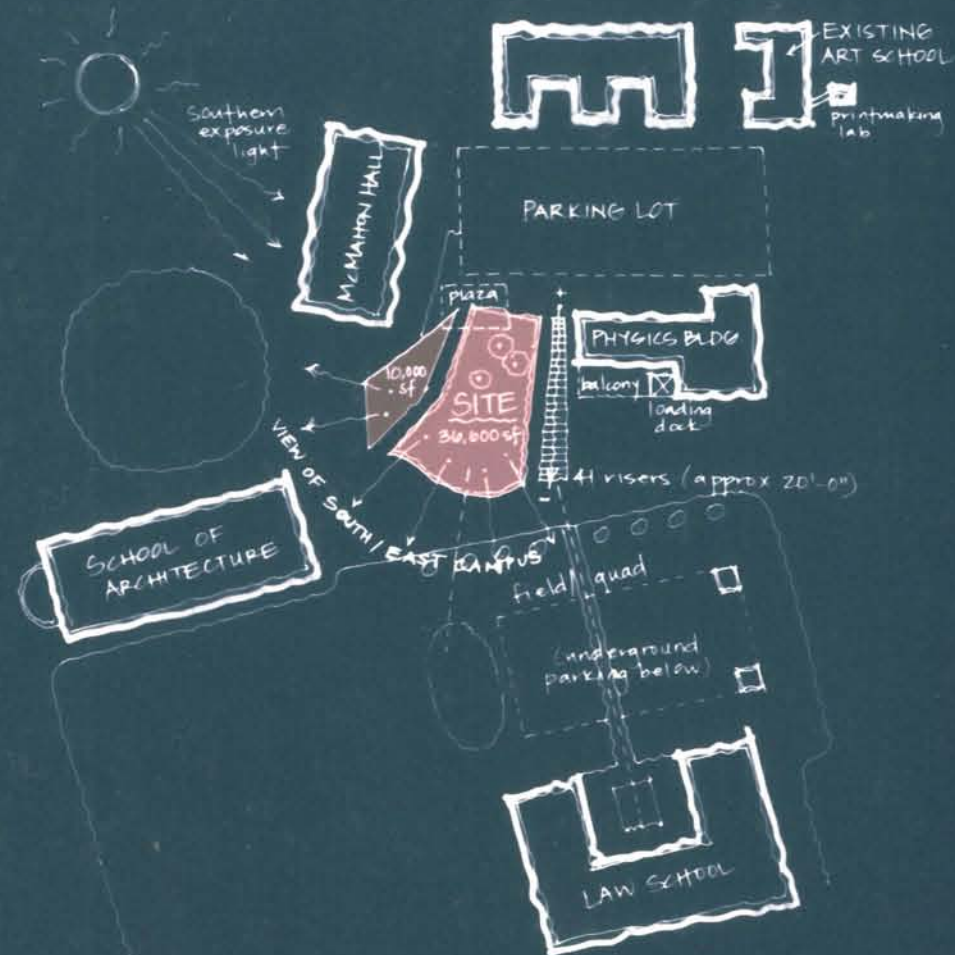 EXISTING
ART SCHOOL
printmaking
lab
southern
exposure
light
McMAHON HALL
PARKING LOT
plaza
PHYSICS BLDG
balcony
loading
dock
10,000
sf
SITE
36,000 sf
41 risers (approx 20'-0")
VIEW OF SOUTH / EAST CAMPUS
SCHOOL OF
ARCHITECTURE
field / quad
(underground
parking below)
LAW SCHOOL